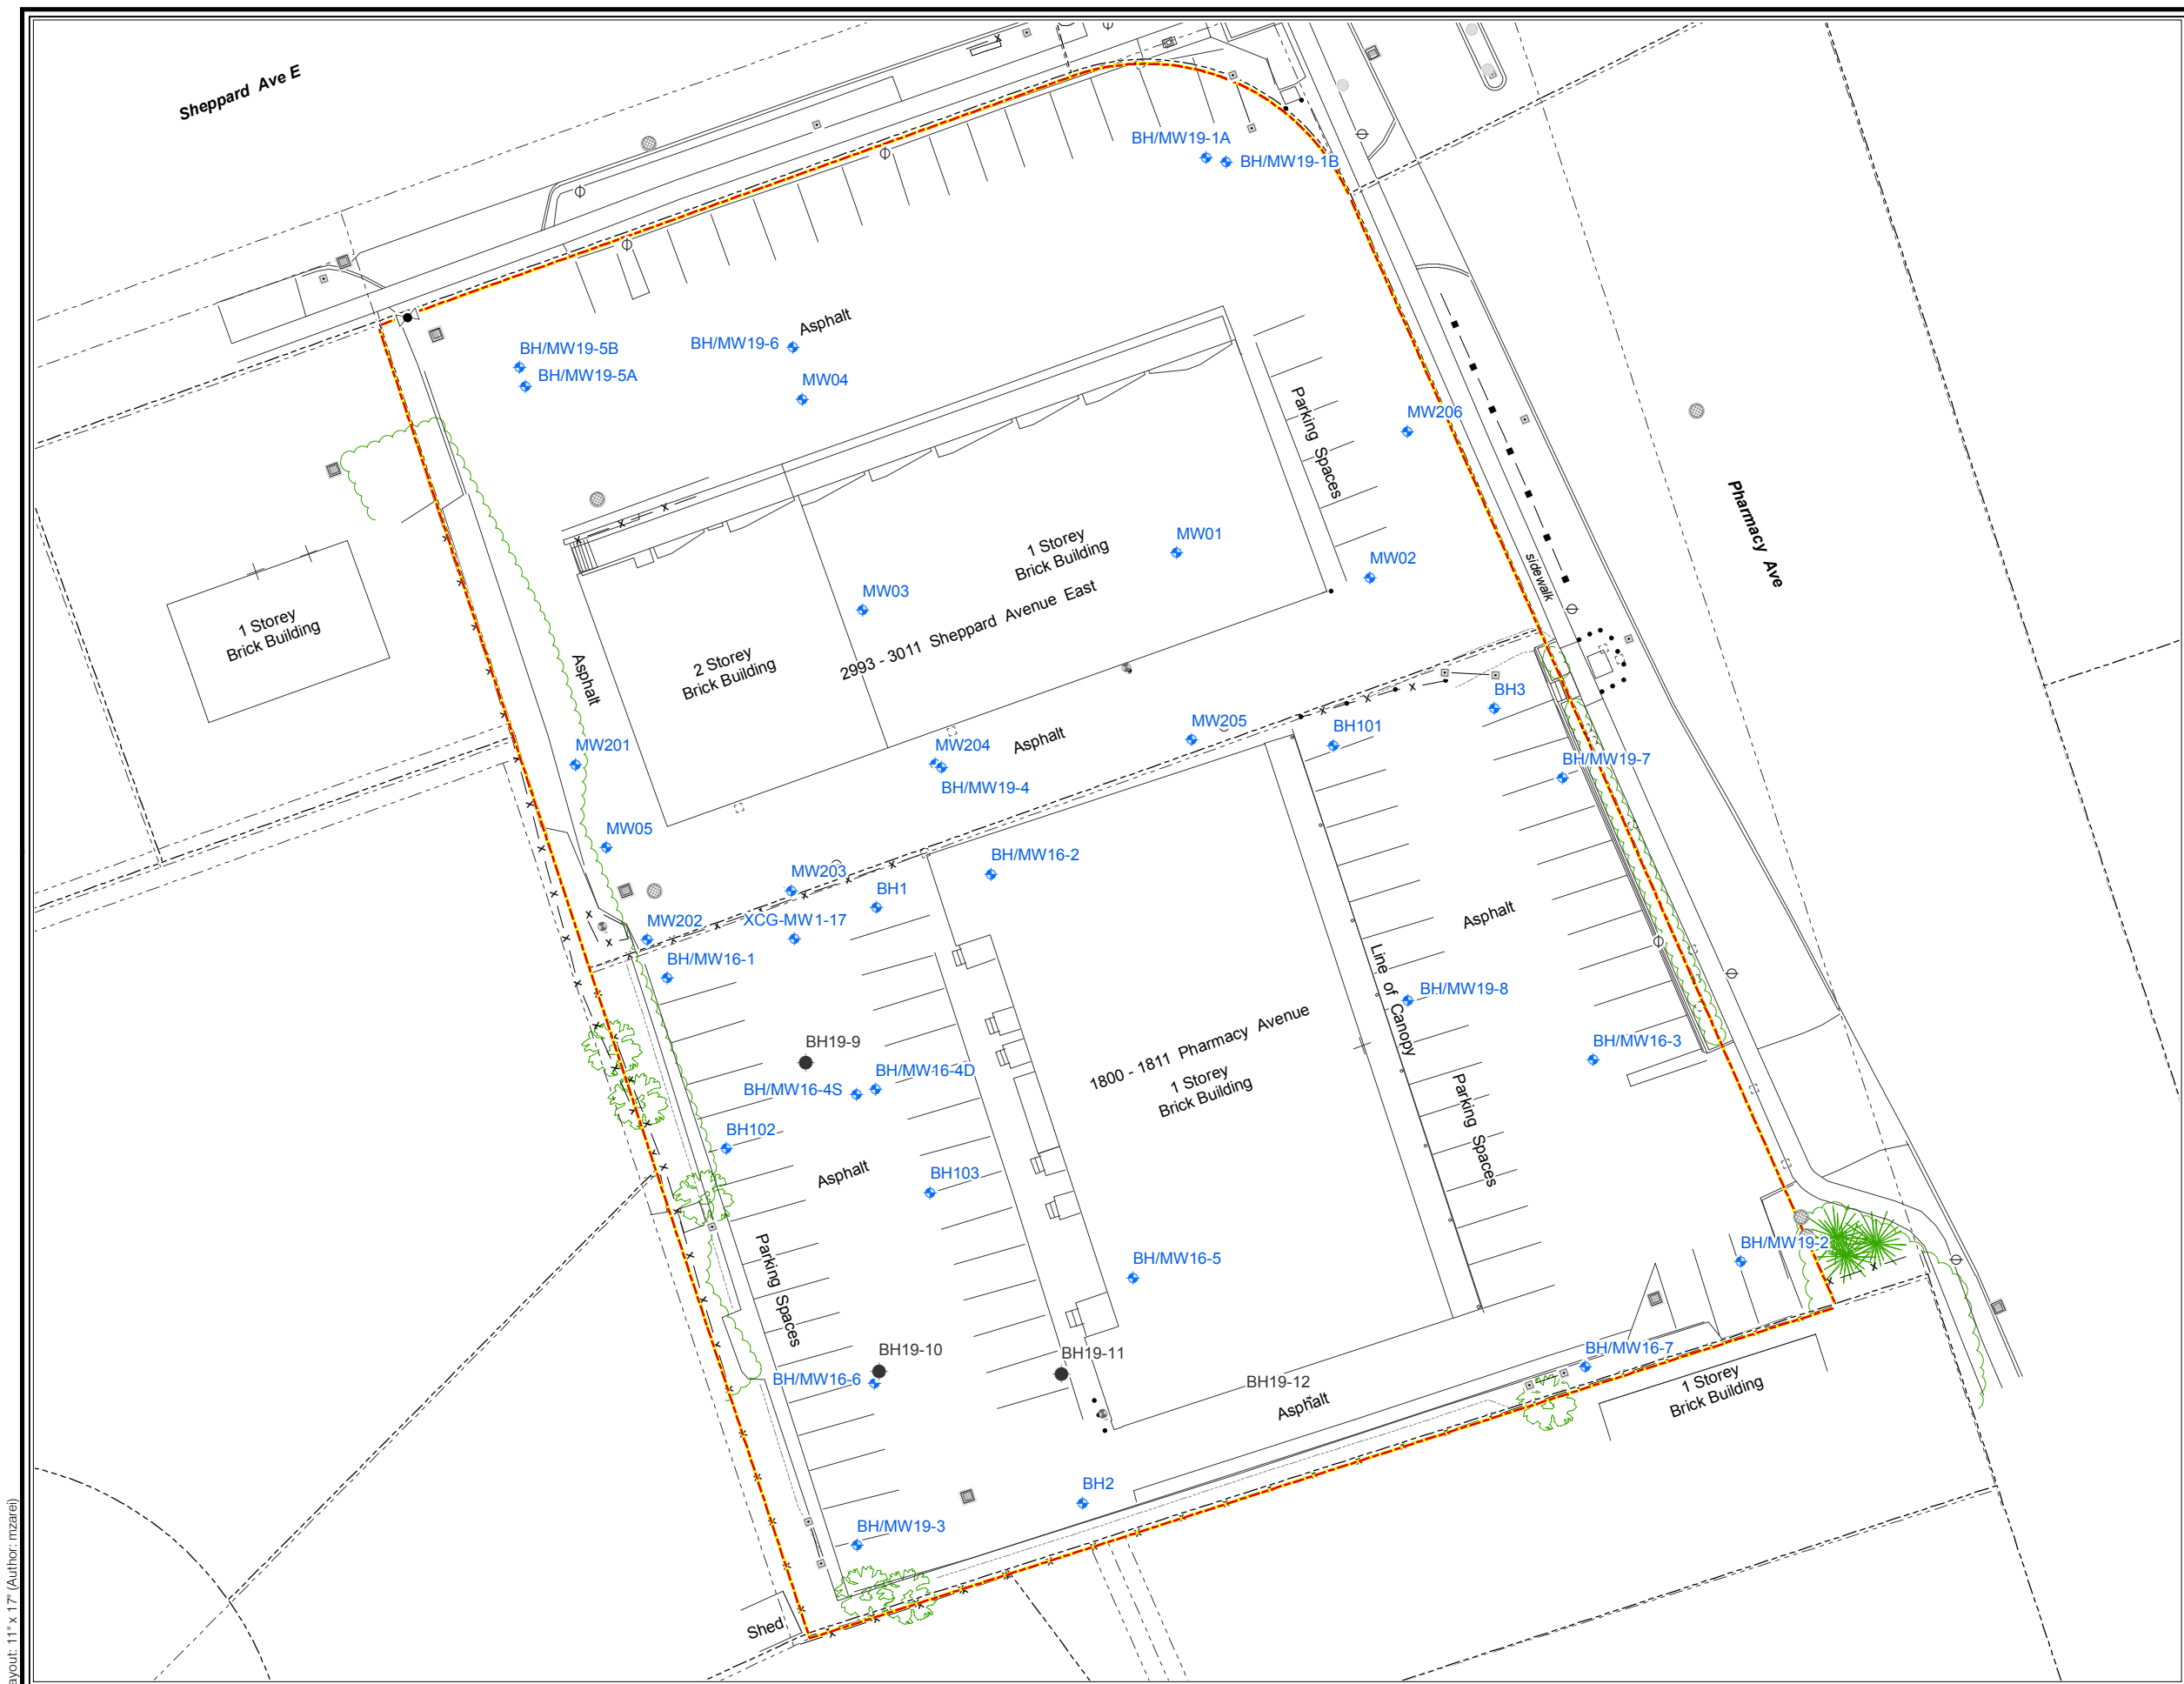 Sheppard Ave E
BH/MW19-1A
BH/MW19-1B
Asphalt
BH/MW19-5B
BH/MW19-6
BH/MW19-5A
MW04
Parking Spaces
MW206
Pharmacy Ave
MW01
1 Storey
Brick Building
MW02
sidewalk
MW03
2993 - 3011 Sheppard Avenue East
1 Storey
Brick Building
2 Storey
Brick Building
Asphalt
BH3
MW201
MW204
Asphalt
MW205
BH101
BH/MW19-7
BH/MW19-4
MW05
BH/MW16-2
MW203
BH1
MW202
XCG-MW1-17
Asphalt
BH/MW16-1
Line of Canopy
BH/MW19-8
BH19-9
1800 - 1811 Pharmacy Avenue
1 Storey
Brick Building
BH/MW16-3
BH/MW16-4D
BH/MW16-4S
Parking Spaces
BH102
Asphalt
BH103
BH/MW19-2
BH/MW16-5
Parking Spaces
BH19-10
BH19-11
BH/MW16-7
BH/MW16-6
BH19-12
Asphalt
1 Storey
Brick Building
BH2
BH/MW19-3
Shed
ayout: 11" x 17" (Author: mzarei)